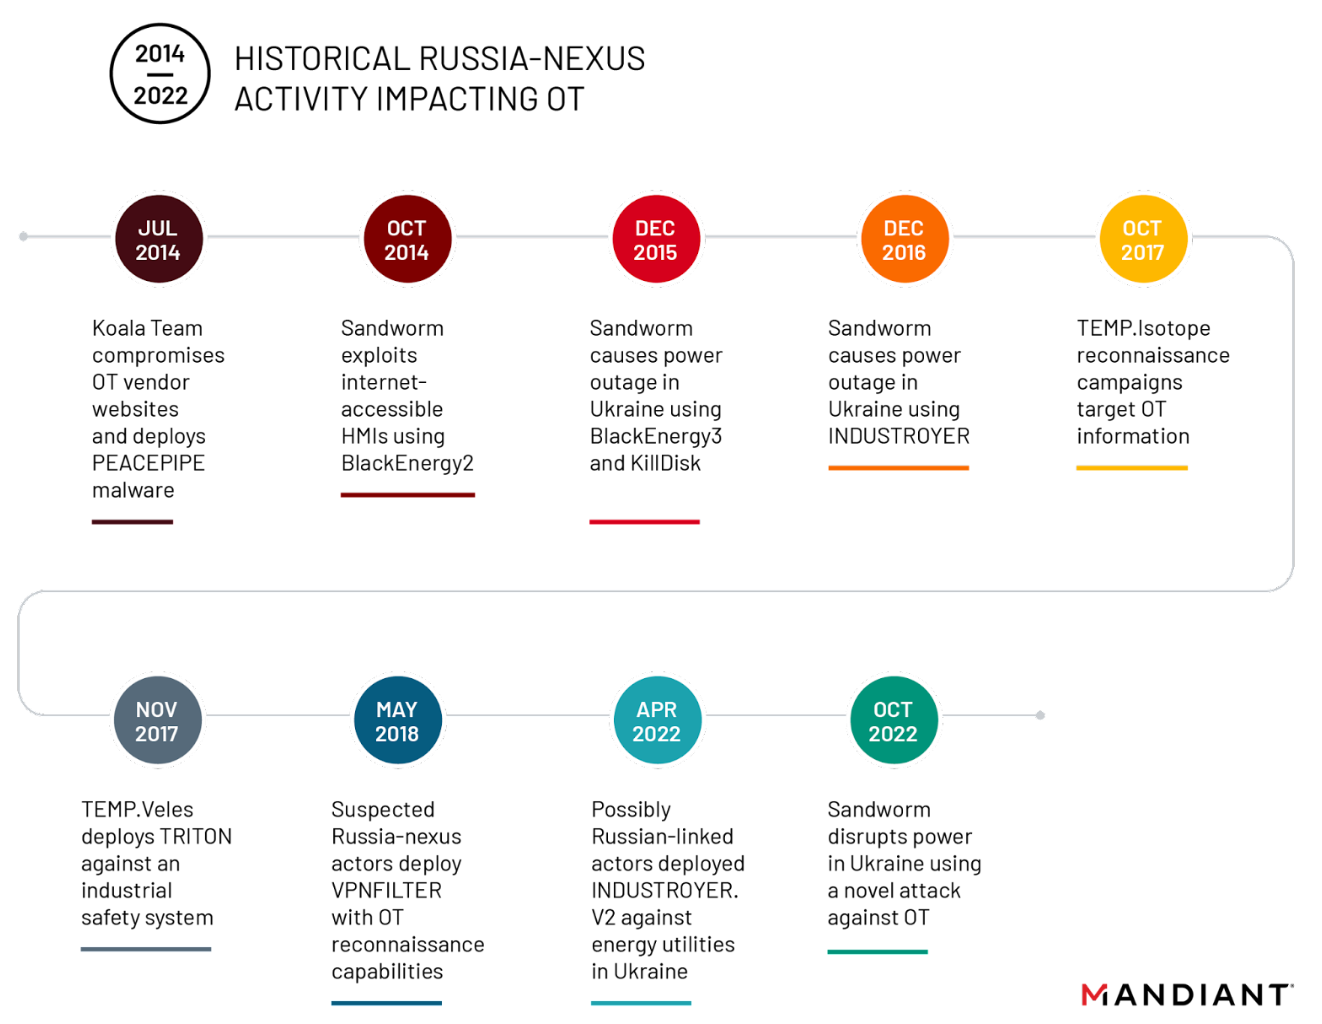 2014
2022
HISTORICAL RUSSIA-NEXUS
ACTIVITY IMPACTING OT
JUL
2014
Koala Team
compromises
OT vendor
websites
and deploys
PEACEPIPE
malware
OCT
2014
Sandworm
exploits
internet-
accessible
HMIs using
BlackEnergy2
DEC
2015
Sandworm
causes power
outage in
Ukraine using
BlackEnergy3
and KillDisk
DEC
2016
Sandworm
causes power
outage in
Ukraine using
INDUSTROYER
OCT
2017
TEMP.Isotope
reconnaissance
campaigns
target OT
information
NOV
2017
TEMP.Veles
deploys TRITON
against an
industrial
safety system
MAY
2018
Suspected
Russia-nexus
actors deploy
VPNFILTER
with OT
reconnaissance
capabilities
APR
2022
Possibly
Russian-linked
actors deployed
INDUSTROYER.
V2 against
energy utilities
in Ukraine
OCT
2022
Sandworm
disrupts power
in Ukraine using
a novel attack
against OT
MANDIANT